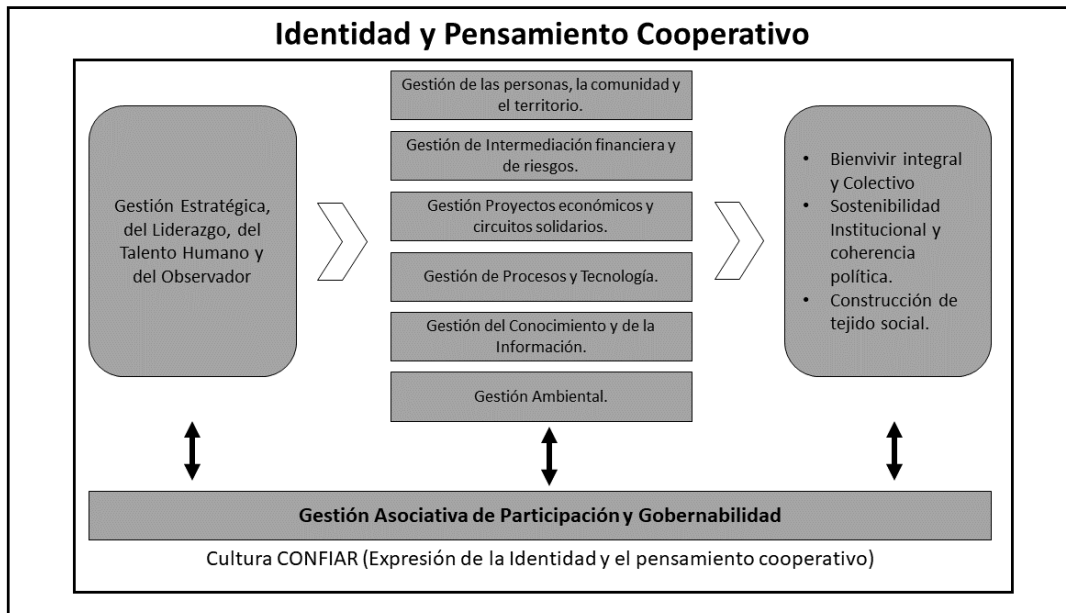 Identidad y Pensamiento Cooperativo
Gestión Estratégica,
del Liderazgo, del
Talento Humano y
del Observador
Gestión de las personas, la comunidad y
el territorio.
Gestión de Intermediación financiera y
de riesgos.
Gestión Proyectos económicos y
circuitos solidarios.
Gestión de Procesos y Tecnología.
Gestión del Conocimiento y de la
Información.
Gestión Ambiental.
• Bienvivir integral
y Colectivo
• Sostenibilidad
Institucional y
coherencia
política.
• Construcción de
tejido social.
Gestión Asociativa de Participación y Gobernabilidad
Cultura CONFIAR (Expresión de la Identidad y el pensamiento cooperativo)